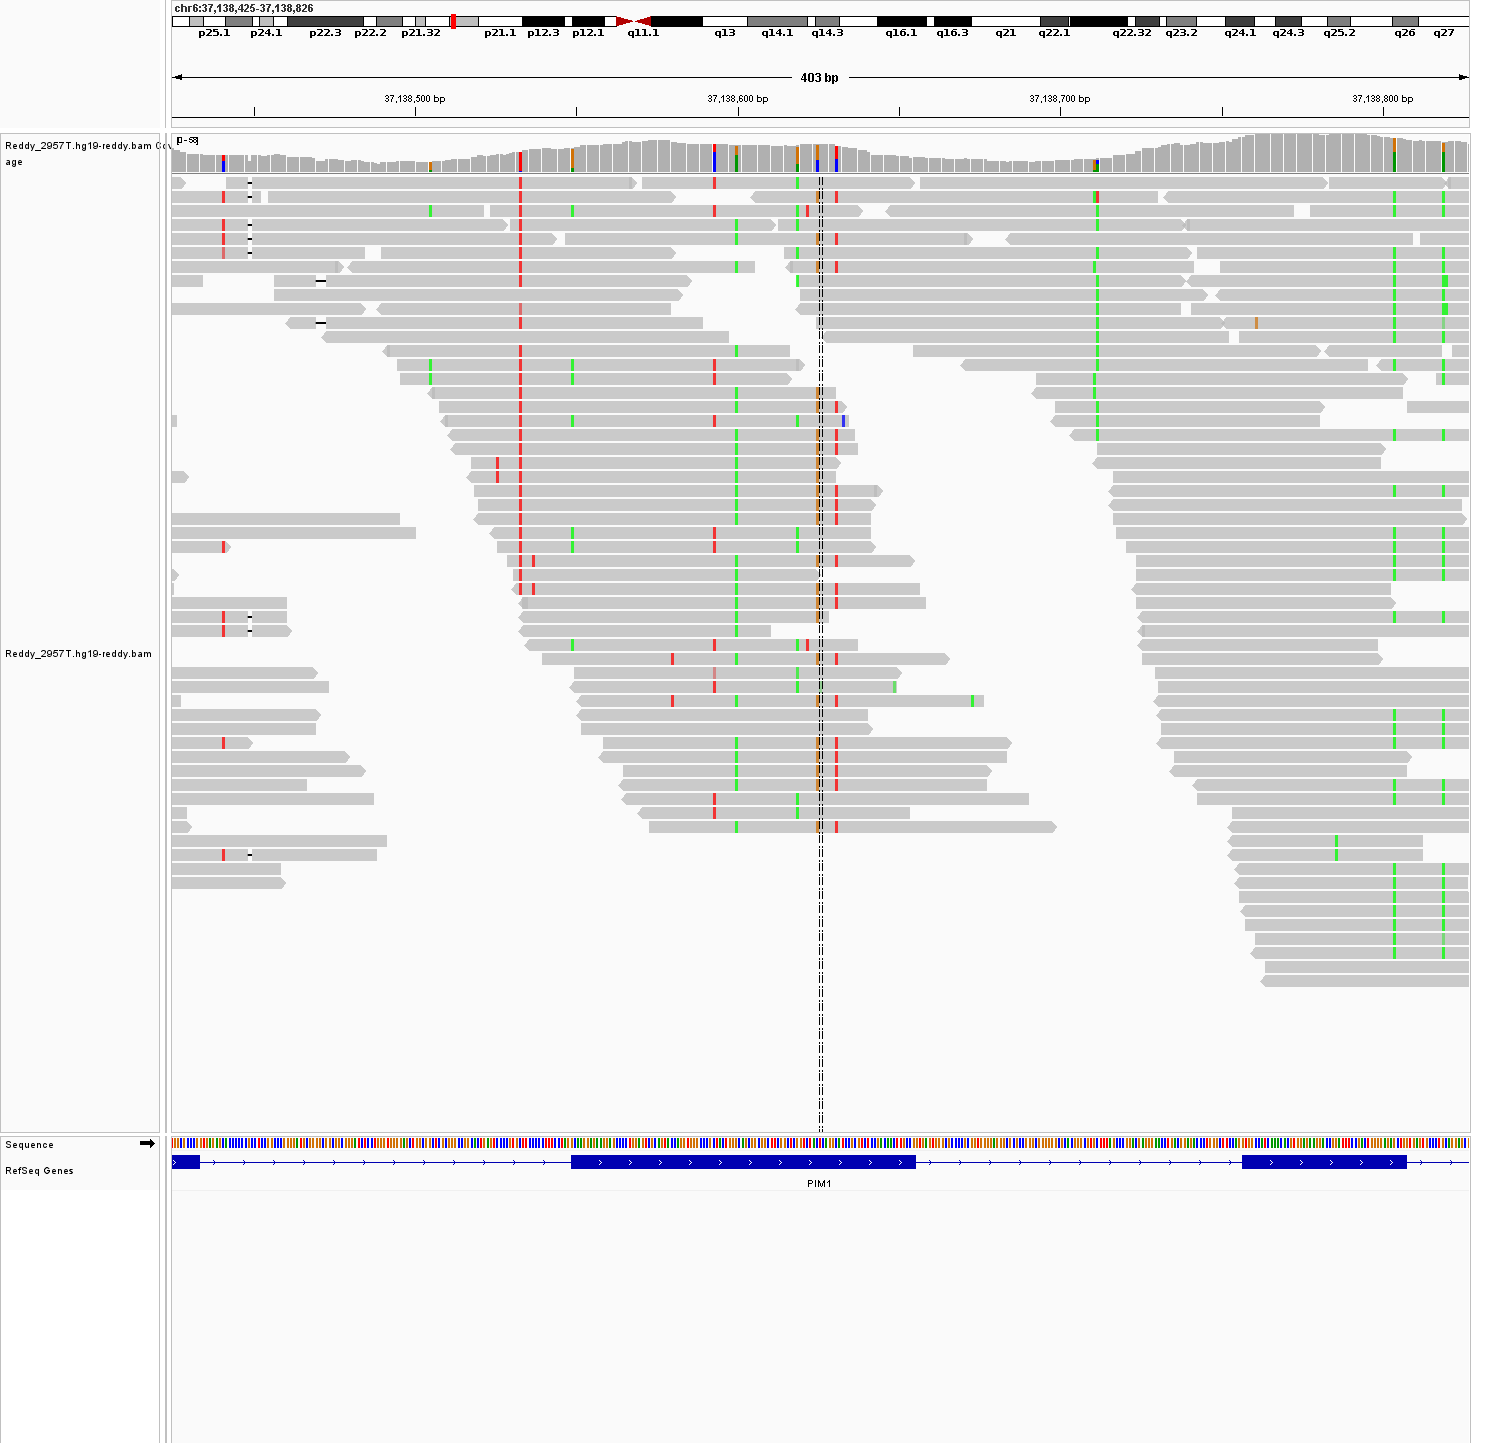 chr6:37,138,425-37,138,826
p25.1 p24.1 p22.3 p22.2 p21.32 p21.1 p12.3 p12.1 q11.1 q13 q14.1 q14.3 q16.1 q16.3 q21 q22.1 q22.32 q23.2 q24.1 q24.3 q25.2 q26 q27
403 bp
37,138,500 bp 37,138,600 bp 37,138,700 bp 37,138,800 bp
[0-68]
Reddy_2957T.hg19-reddy.bam Cov
age
Reddy_2957T.hg19-reddy.bam
Sequence
RefSeq Genes
PIM1